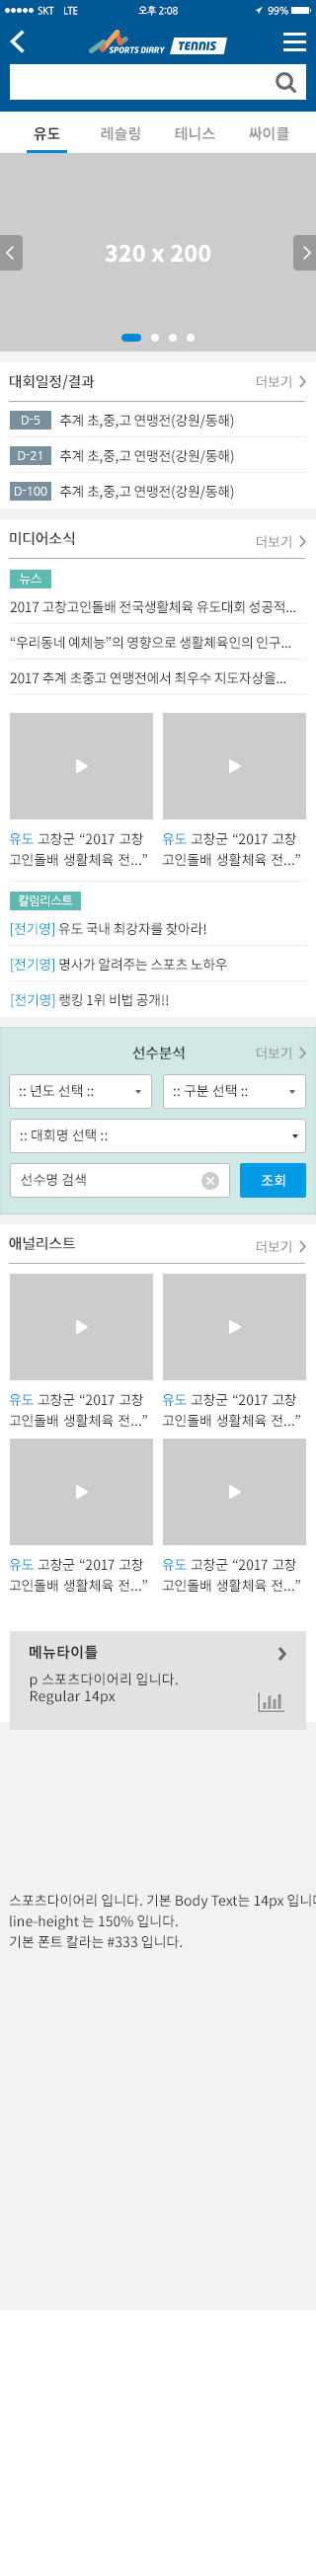 SKT LTE 오후 2:08 99%
SPORTS DIARY TENNIS
유도 레슬링 테니스 싸이클
320 x 200
대회일정/결과 더보기
D-5 추계 초,중,고 연맹전(강원/동해)
D-21 추계 초,중,고 연맹전(강원/동해)
D-100 추계 초,중,고 연맹전(강원/동해)
미디어소식 더보기
뉴스
2017 고창고인돌배 전국생활체육 유도대회 성공적...
“우리동네 예체능”의 영향으로 생활체육인의 인구...
2017 추계 초중고 연맹전에서 최우수 지도자상을...
유도 고창군 “2017 고창 유도 고창군 “2017 고창
고인돌배 생활체육 전...” 고인돌배 생활체육 전...”
칼럼리스트
[전기영] 유도 국내 최강자를 찾아라!
[전기영] 명사가 알려주는 스포츠 노하우
[전기영] 랭킹 1위 비법 공개!!
선수분석 더보기
:: 년도 선택 :: :: 구분 선택 ::
:: 대회명 선택 ::
선수명 검색 조회
애널리스트 더보기
유도 고창군 “2017 고창 유도 고창군 “2017 고창
고인돌배 생활체육 전...” 고인돌배 생활체육 전...”
유도 고창군 “2017 고창 유도 고창군 “2017 고창
고인돌배 생활체육 전...” 고인돌배 생활체육 전...”
메뉴타이틀
p 스포츠다이어리 입니다.
Regular 14px
스포츠다이어리 입니다. 기본 Body Text는 14px 입니다
line-height 는 150% 입니다.
기본 폰트 칼라는 #333 입니다.